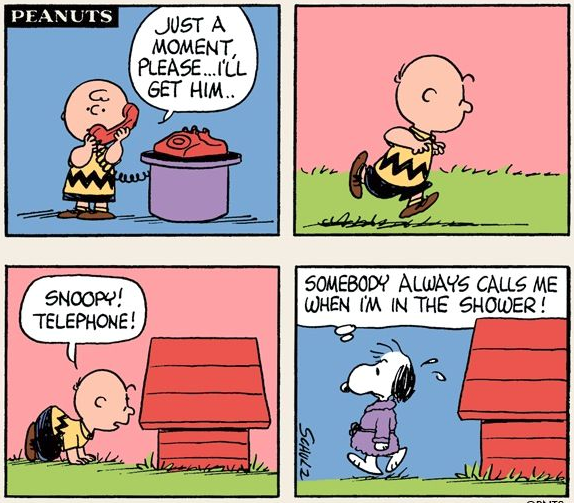 PEANUTS
JUST A
MOMENT,
PLEASE...I'LL
GET HIM..
SNOOPY!
TELEPHONE!
SOMEBODY ALWAYS CALLS ME
WHEN I'M IN THE SHOWER!
SCHULZ